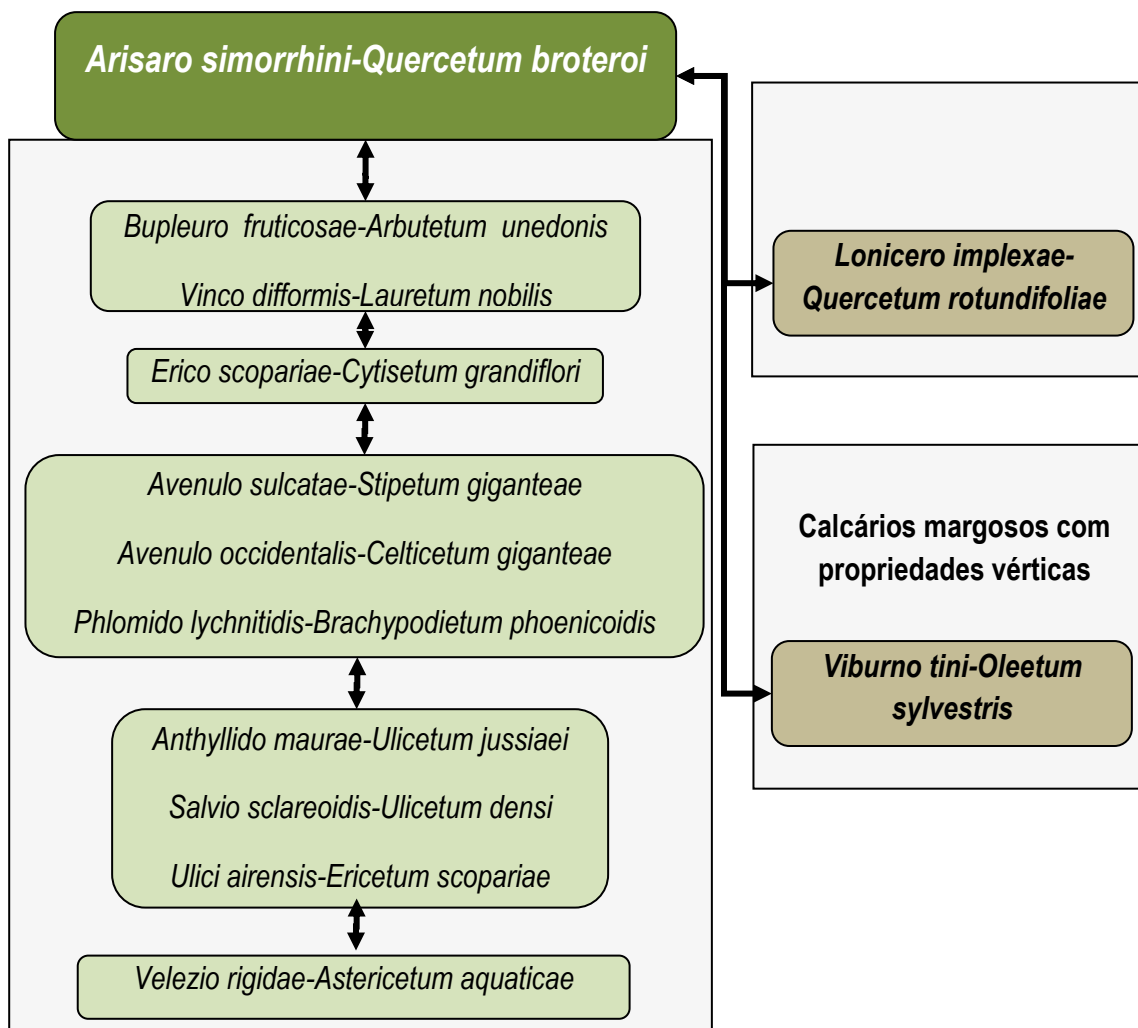 Arisaro simorrhini-Quercetum broteroi
Bupleuro fruticosae-Arbutetum unedonis
Vinco difformis-Lauretum nobilis
Erico scopariae-Cytisetum grandiflori
Avenulo sulcatae-Stipetum giganteae
Avenulo occidentalis-Celticetum giganteae
Phlomido lychnitidis-Brachypodietum phoenicoidis
Anthyllido maurae-Ulicetum jussiaei
Salvio sclareoidis-Ulicetum densi
Ulici airensis-Ericetum scopariae
Velezio rigidae-Astericetum aquaticae
Lonicero implexae-
Quercetum rotundifoliae
Calcários margosos com
propriedades vérticas
Viburno tini-Oleetum
sylvestris